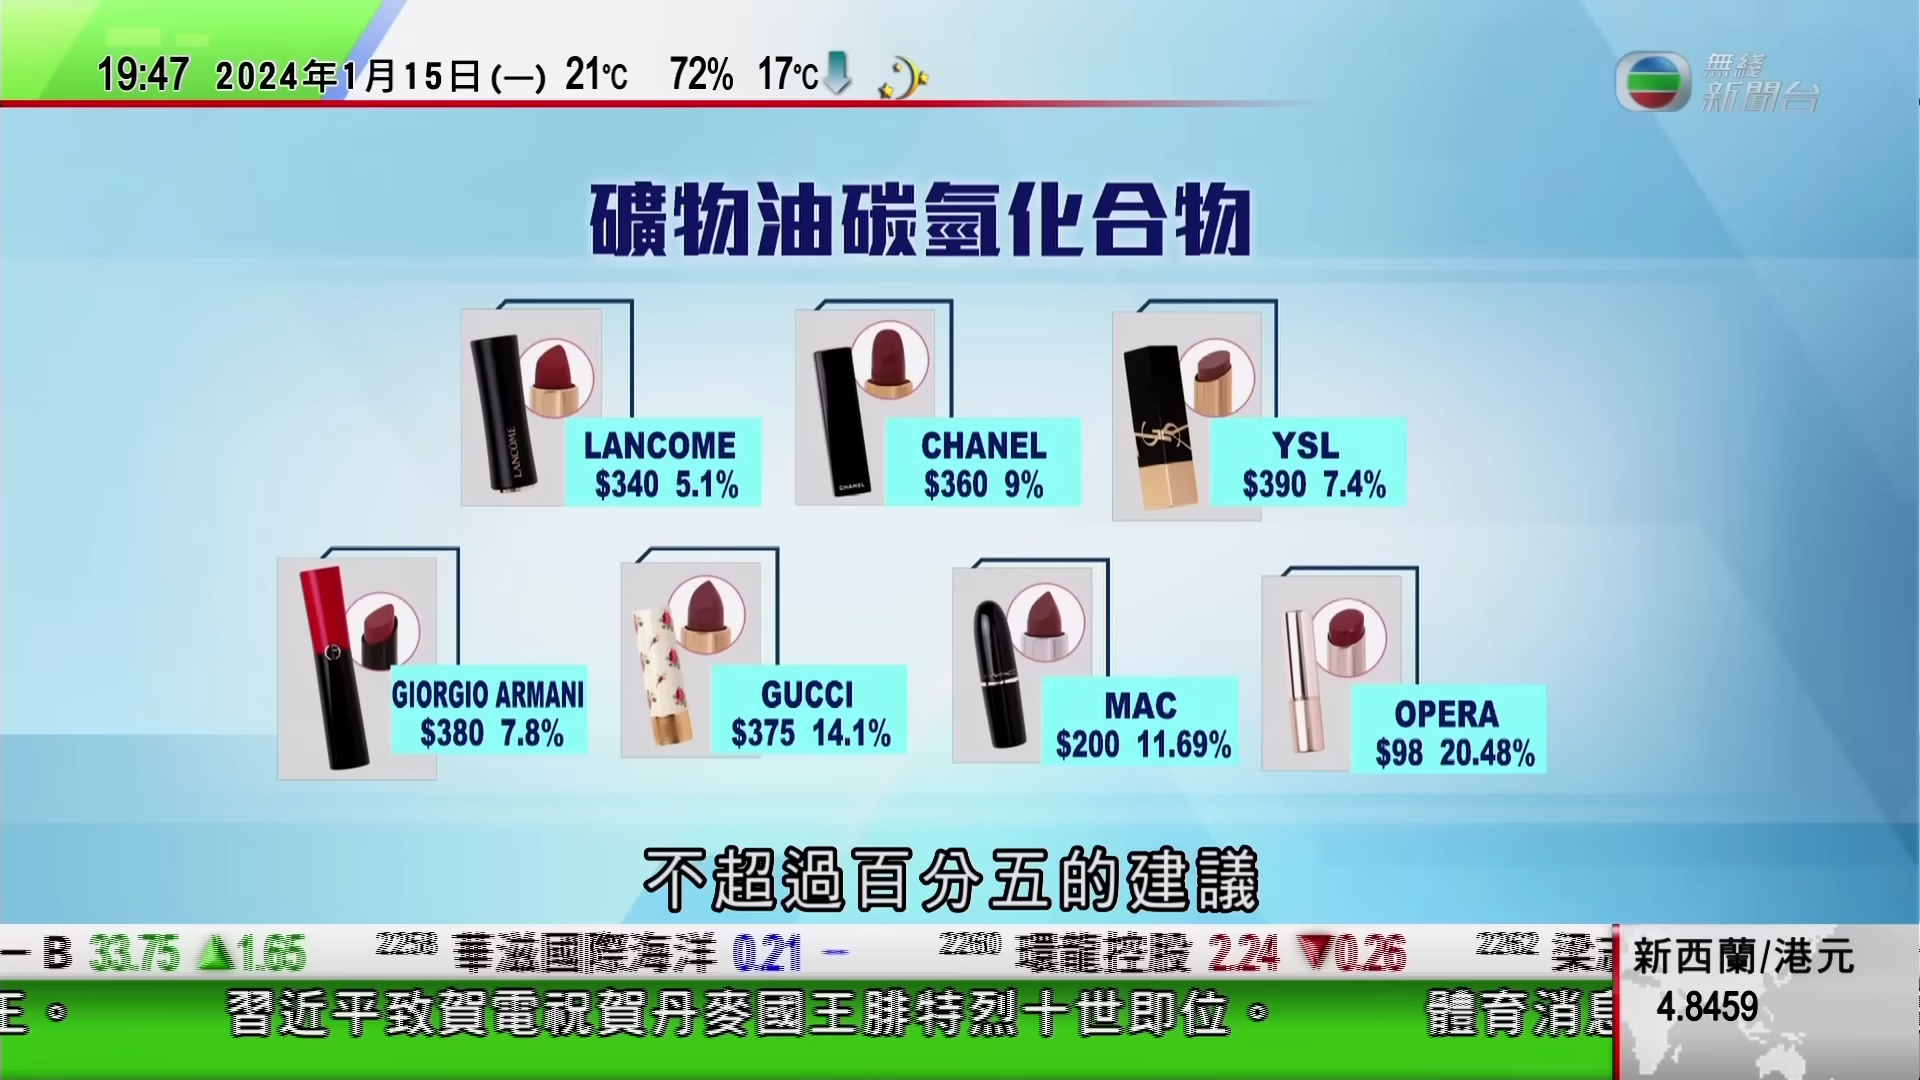 19:47 2024年1月15日(一) 21℃ 72% 17℃
無綫
新聞台
礦物油碳氫化合物
LANCOME
LANCOME
$340 5.1%
CHANEL
CHANEL
$360 9%
YSL
$390 7.4%
GIORGIO ARMANI
$380 7.8%
GUCCI
$375 14.1%
MAC
$200 11.69%
OPERA
$98 20.48%
不超過百分五的建議
－B 33.75 ▲1.65 2258 華滋國際海洋 0.21 － 2260 環龍控股 2.24 ▼0.26 2262 梁志
王。 習近平致賀電祝賀丹麥國王腓特烈十世即位。 體育消息
新西蘭/港元
4.8459